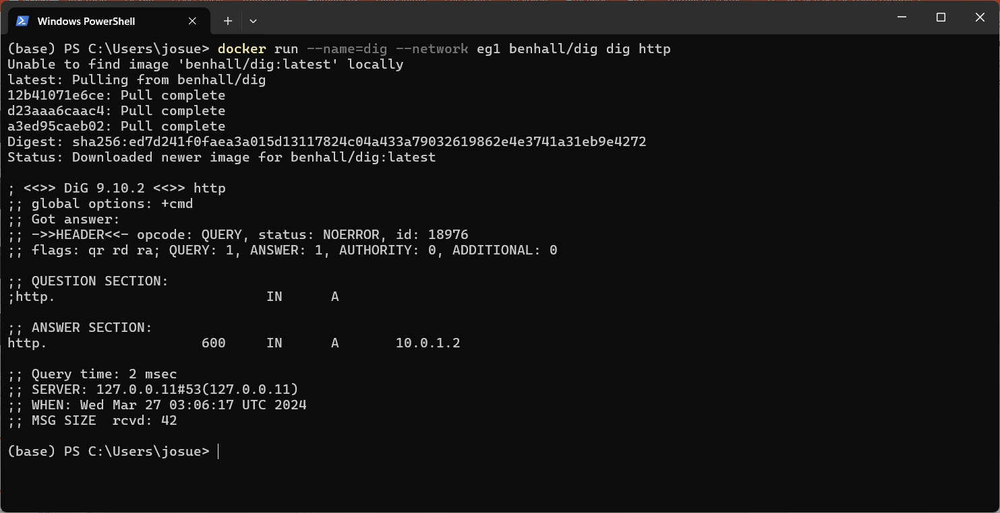 Windows PowerShell
(base) PS C:\Users\josue> docker run --name=dig --network eg1 benhall/dig dig http
Unable to find image 'benhall/dig:latest' locally
latest: Pulling from benhall/dig
12b41071e6ce: Pull complete
d23aaa6caac4: Pull complete
a3ed95caeb02: Pull complete
Digest: sha256:ed7d241f0faea3a015d13117824c04a433a79032619862e4e3741a31eb9e4272
Status: Downloaded newer image for benhall/dig:latest
; <<>> DiG 9.10.2 <<>> http
;; global options: +cmd
;; Got answer:
;; ->>HEADER<<- opcode: QUERY, status: NOERROR, id: 18976
;; flags: qr rd ra; QUERY: 1, ANSWER: 1, AUTHORITY: 0, ADDITIONAL: 0
;; QUESTION SECTION:
;http. IN A
;; ANSWER SECTION:
http. 600 IN A 10.0.1.2
;; Query time: 2 msec
;; SERVER: 127.0.0.11#53(127.0.0.11)
;; WHEN: Wed Mar 27 03:06:17 UTC 2024
;; MSG SIZE  rcvd: 42
(base) PS C:\Users\josue>